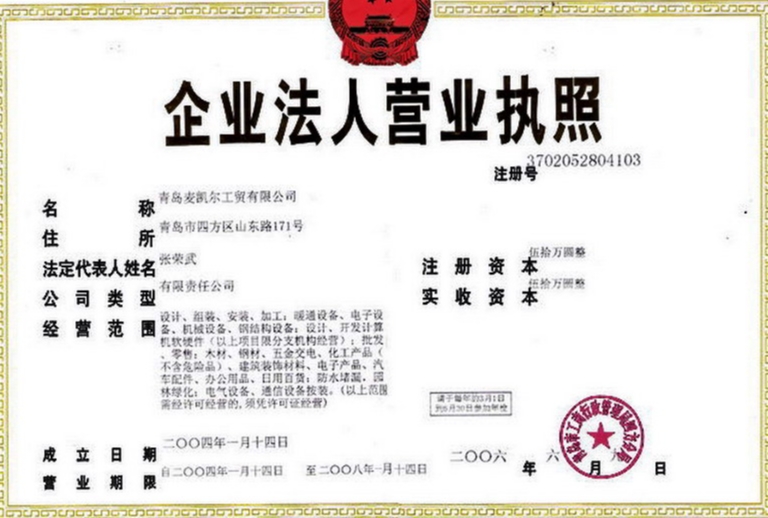 企业法人营业执照
注册号 3702052804103
名称 青岛麦凯尔工贸有限公司
住所 青岛市四方区山东路171号
法定代表人姓名 张荣武
注册资本 伍拾万圆整
公司类型 有限责任公司
实收资本 伍拾万圆整
经营范围 设计、组装、安装、加工：暖通设备、电子设
备、机械设备、钢结构设备；设计、开发计算
机软硬件（以上项目限分支机构经营）；批发
、零售：木材、钢材、五金交电、化工产品（
不含危险品）、建筑装饰材料、电子产品、汽
车配件、办公用品、日用百货；防水堵漏，园
林绿化；电气设备、通信设备按装。（以上范围
需经许可经营的，须凭许可证经营）
请于每年的3月1日
到6月30日参加年检
成立日期 二〇〇四年一月十四日
营业期限 自二〇〇四年一月十四日 至二〇〇八年一月十四日
二〇〇六 年 六 月 日